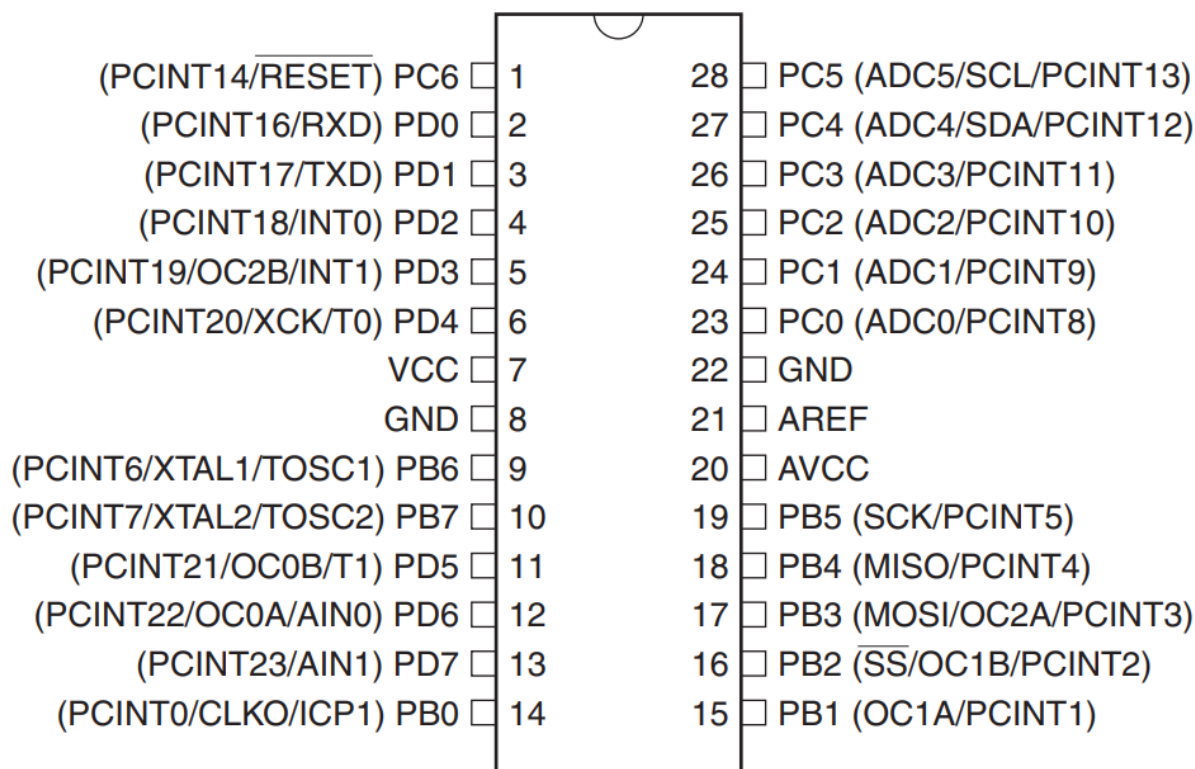 (PCINT14/RESET) PC6 1 28 PC5 (ADC5/SCL/PCINT13)
(PCINT16/RXD) PD0 2 27 PC4 (ADC4/SDA/PCINT12)
(PCINT17/TXD) PD1 3 26 PC3 (ADC3/PCINT11)
(PCINT18/INT0) PD2 4 25 PC2 (ADC2/PCINT10)
(PCINT19/OC2B/INT1) PD3 5 24 PC1 (ADC1/PCINT9)
(PCINT20/XCK/T0) PD4 6 23 PC0 (ADC0/PCINT8)
VCC 7 22 GND
GND 8 21 AREF
(PCINT6/XTAL1/TOSC1) PB6 9 20 AVCC
(PCINT7/XTAL2/TOSC2) PB7 10 19 PB5 (SCK/PCINT5)
(PCINT21/OC0B/T1) PD5 11 18 PB4 (MISO/PCINT4)
(PCINT22/OC0A/AIN0) PD6 12 17 PB3 (MOSI/OC2A/PCINT3)
(PCINT23/AIN1) PD7 13 16 PB2 (SS/OC1B/PCINT2)
(PCINT0/CLKO/ICP1) PB0 14 15 PB1 (OC1A/PCINT1)